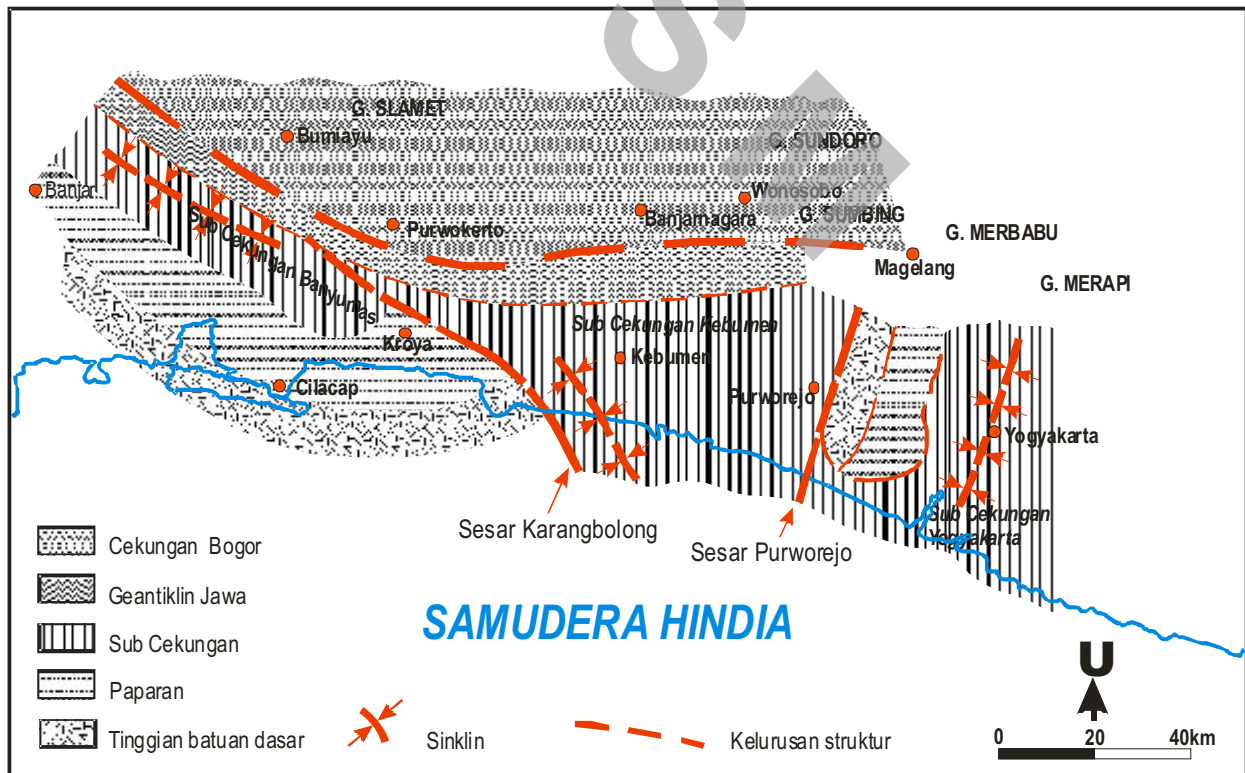 G. SLAMET
Bumiayu
G. SUNDORO
Wonosobo
Banjar
Banjarnagara
G. SUMBING
Purwokerto
G. MERBABU
Magelang
G. MERAPI
Sub Cekungan Banyumas
Sub Cekungan Kebumen
Kroya
Kebumen
Cilacap
Purworejo
Yogyakarta
Sub Cekungan
Yogyakarta
Sesar Karangbolong
Sesar Purworejo
SAMUDERA HINDIA
Cekungan Bogor
Geantiklin Jawa
Sub Cekungan
Paparan
Tinggian batuan dasar
Sinklin
Kelurusan struktur
U
0 20 40km